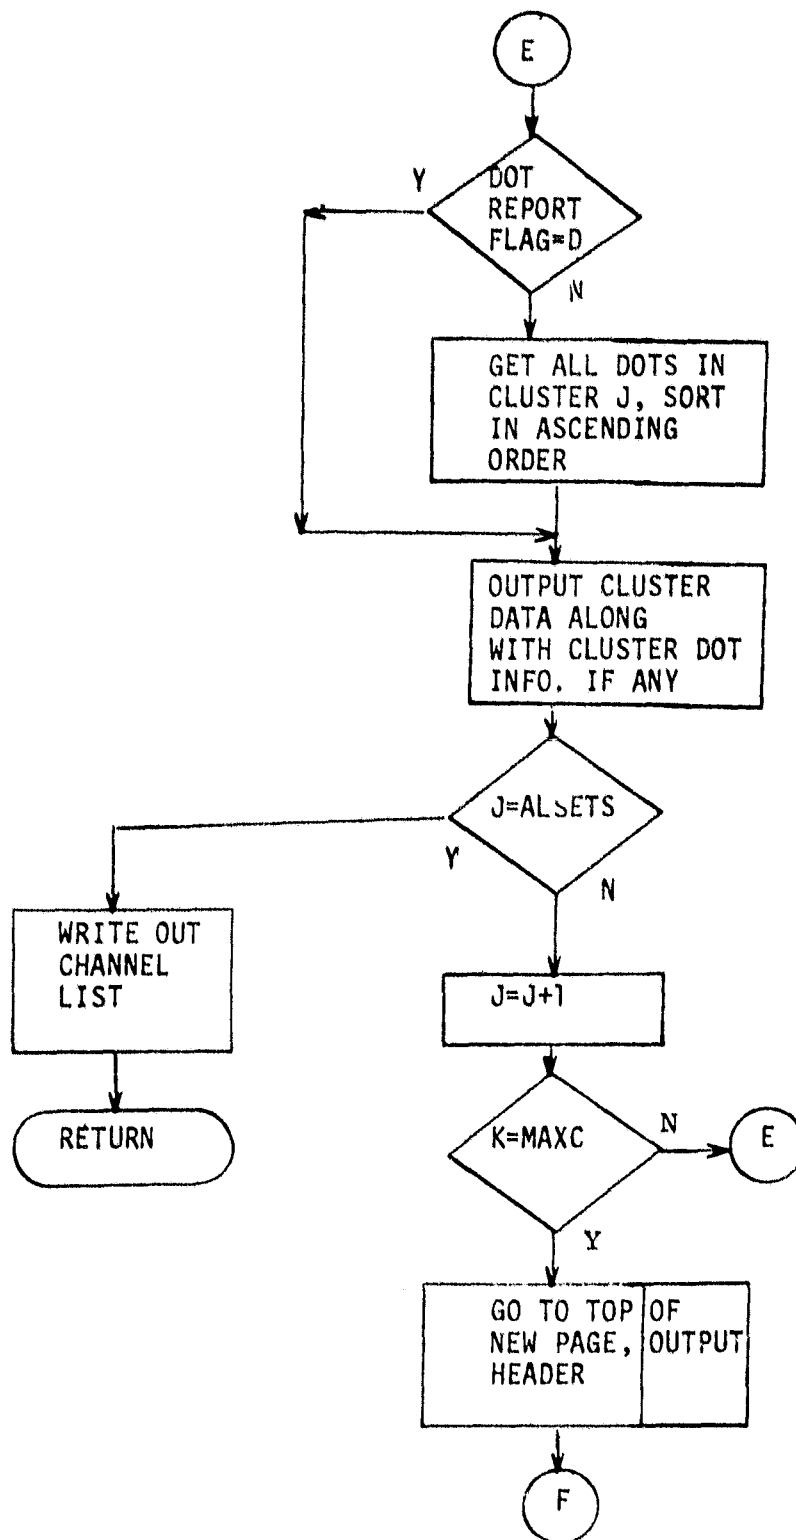 E
Y
DOT
REPORT
FLAG=D
N
GET ALL DOTS IN
CLUSTER J, SORT
IN ASCENDING
ORDER
OUTPUT CLUSTER
DATA ALONG
WITH CLUSTER DOT
INFO. IF ANY
J=ALSETS
Y
N
WRITE OUT
CHANNEL
LIST
J=J+1
RETURN
K=MAXC
N
E
Y
GO TO TOP OF
NEW PAGE, OUTPUT
HEADER
F